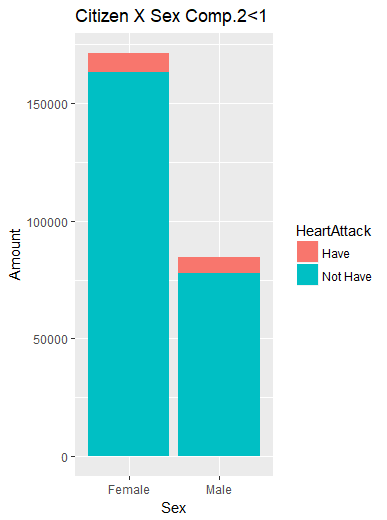 Citizen X Sex Comp.2<1
Amount
150000
100000
50000
0
Female
Male
Sex
HeartAttack
Have
Not Have